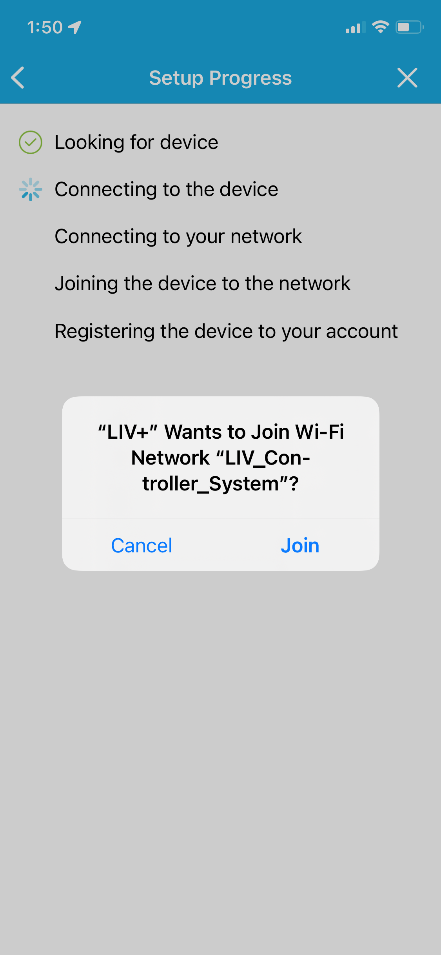 1:50
Setup Progress
Looking for device
Connecting to the device
Connecting to your network
Joining the device to the network
Registering the device to your account
“LIV+” Wants to Join Wi-Fi
Network “LIV_Con-
troller_System”?
Cancel Join